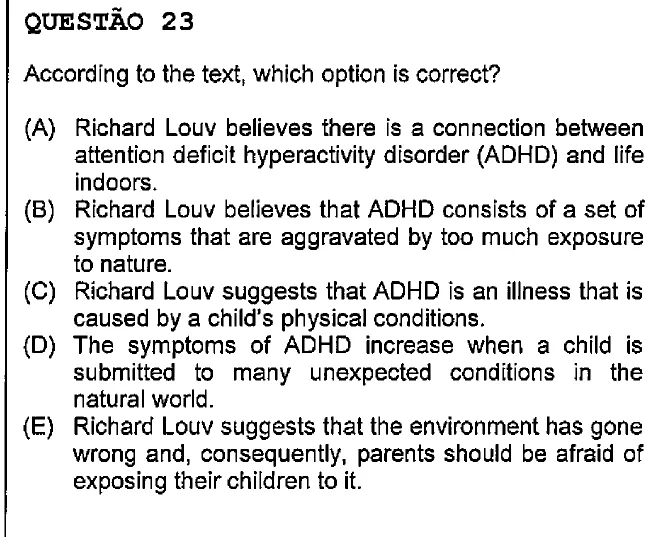 QUESTÃO 23
According to the text, which option is correct?
(A) Richard Louv believes there is a connection between
attention deficit hyperactivity disorder (ADHD) and life
indoors.
(B) Richard Louv believes that ADHD consists of a set of
symptoms that are aggravated by too much exposure
to nature.
(C) Richard Louv suggests that ADHD is an illness that is
caused by a child's physical conditions.
(D) The symptoms of ADHD increase when a child is
submitted to many unexpected conditions in the
natural world.
(E) Richard Louv suggests that the environment has gone
wrong and, consequently, parents should be afraid of
exposing their children to it.